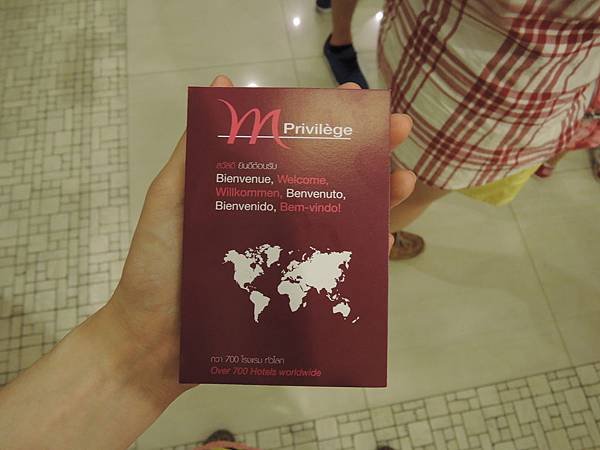 m Privilège
สวัสดี ยินดีต้อนรับ
Bienvenue, Welcome,
Willkommen, Benvenuto,
Bienvenido, Bem-vindo!
กว่า 700 โรงแรม ทั่วโลก
Over 700 Hotels worldwide